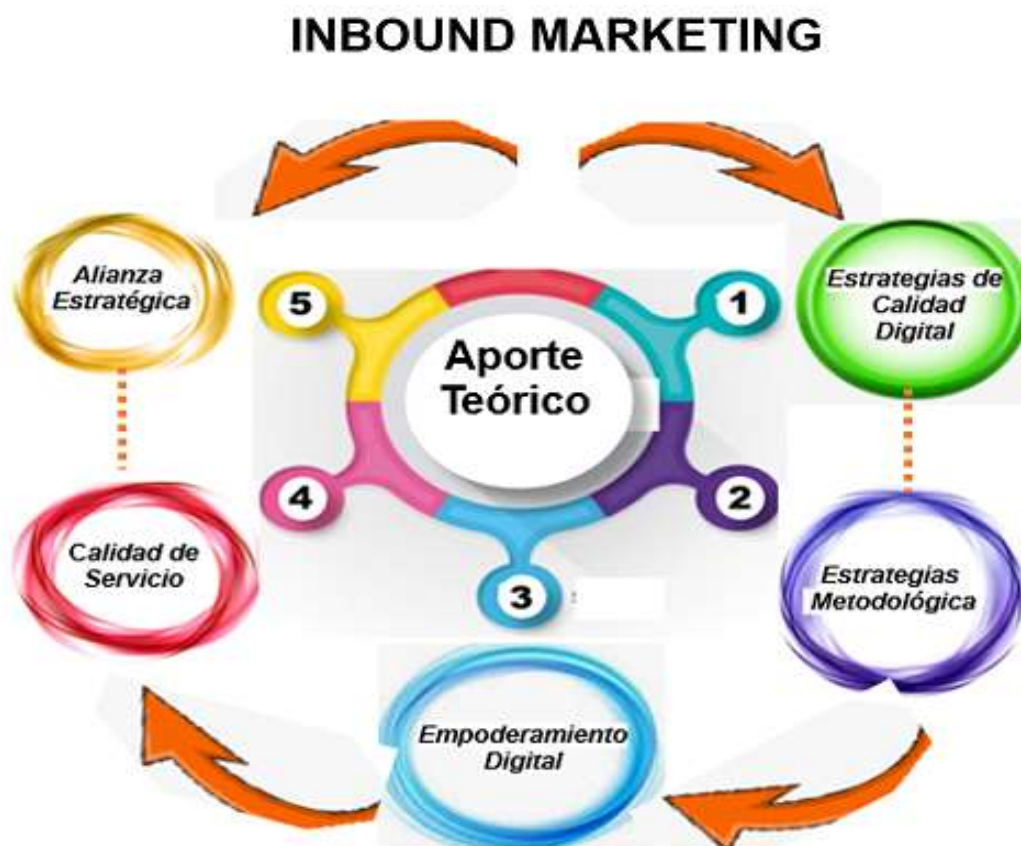 INBOUND MARKETING
Alianza
Estratégica
5
Aporte
Teórico
1
Estrategias de
Calidad
Digital
4
2
Calidad de
Servicio
3
Estrategias
Metodológica
Empoderamiento
Digital